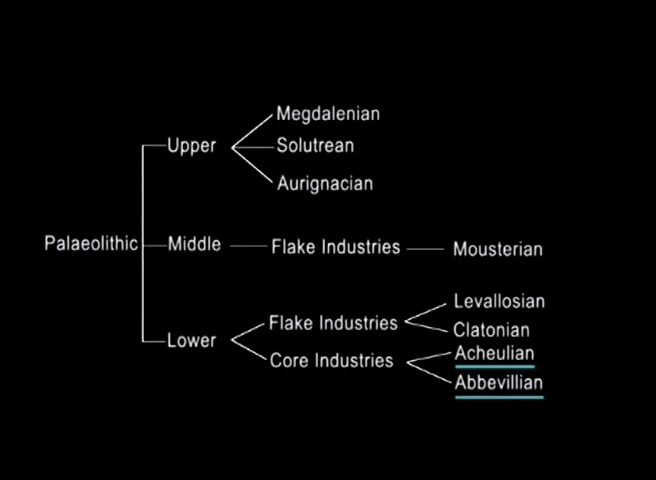 Megdalenian
Upper
Solutrean
Aurignacian
Palaeolithic
Middle
Flake Industries
Mousterian
Levallosian
Flake Industries
Clatonian
Lower
Core Industries
Acheulian
Abbevillian